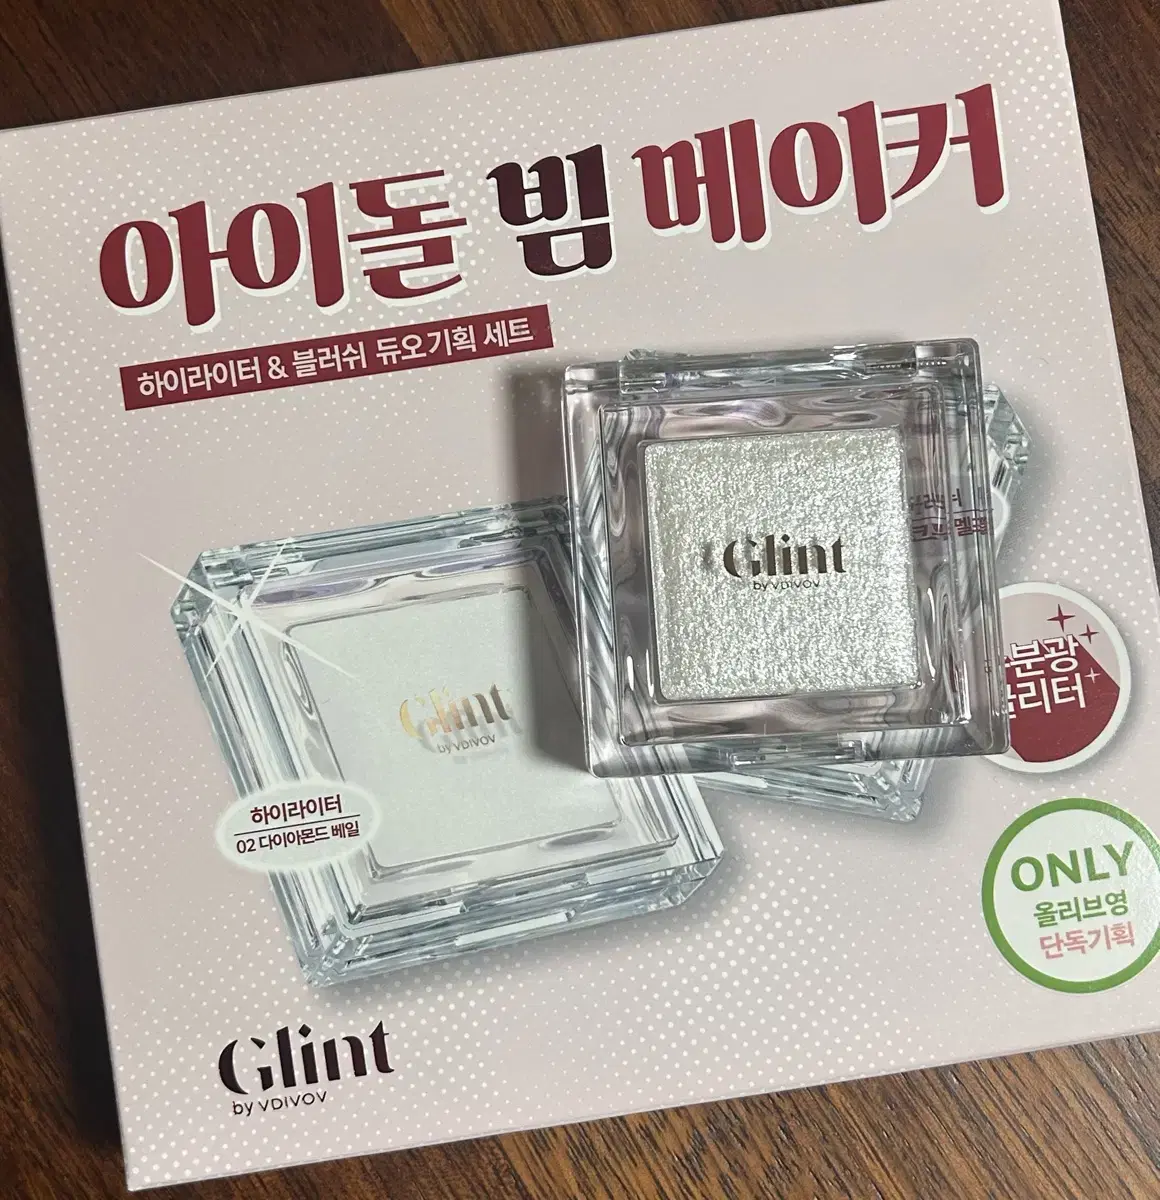 아이돌 빔 메이커
하이라이터 & 블러쉬 듀오기획 세트
Glint
by VDIVOV
Glint
by VDIVOV
하이라이터
02 다이아몬드 베일
분광
리터
ONLY
올리브영
단독기획
Glint
by VDIVOV